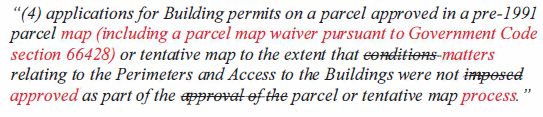 “(4) applications for Building permits on a parcel approved in a pre-1991
parcel map (including a parcel map waiver pursuant to Government Code
section 66428) or tentative map to the extent that conditions matters
relating to the Perimeters and Access to the Buildings were not imposed
approved as part of the approval of the parcel or tentative map process.”